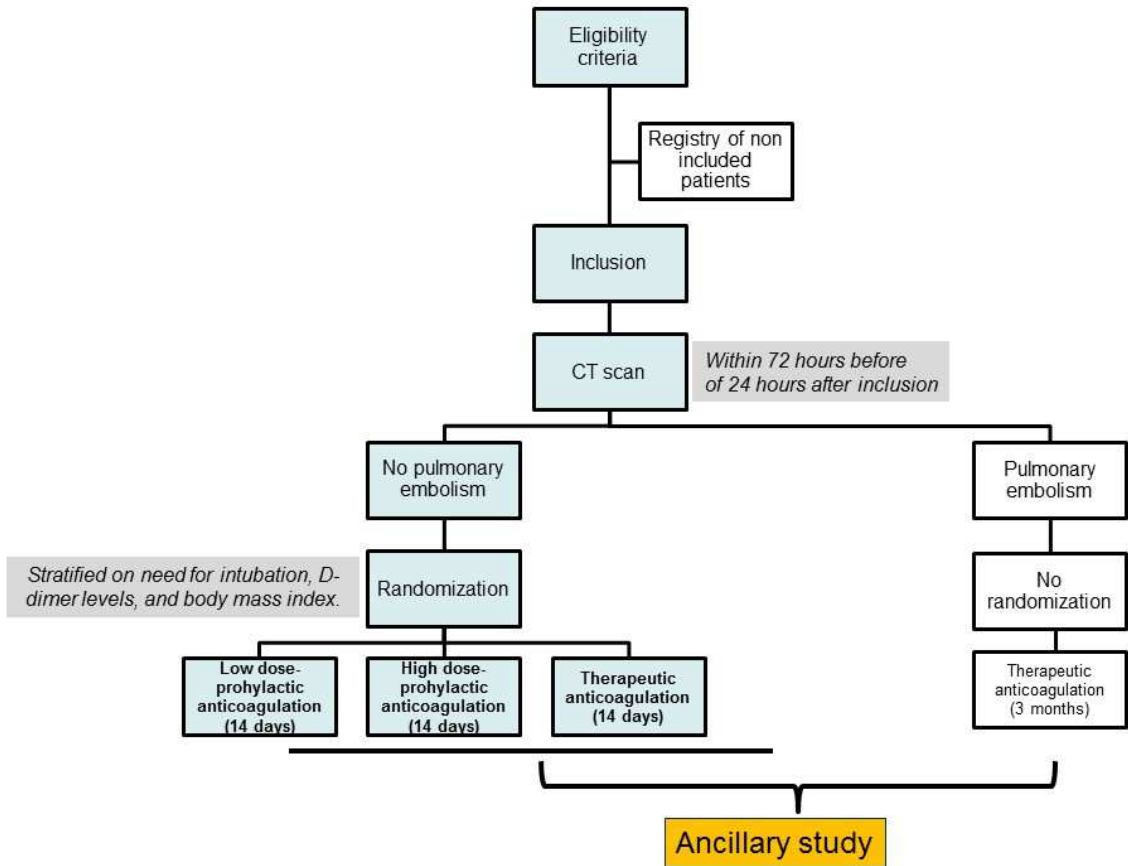 Eligibility
criteria
Registry of non
included
patients
Inclusion
CT scan
Within 72 hours before
of 24 hours after inclusion
No pulmonary
embolism
Pulmonary
embolism
Stratified on need for intubation, D-
dimer levels, and body mass index.
Randomization
No
randomization
Low dose-
prohylactic
anticoagulation
(14 days)
High dose-
prohylactic
anticoagulation
(14 days)
Therapeutic
anticoagulation
(14 days)
Therapeutic
anticoagulation
(3 months)
Ancillary study